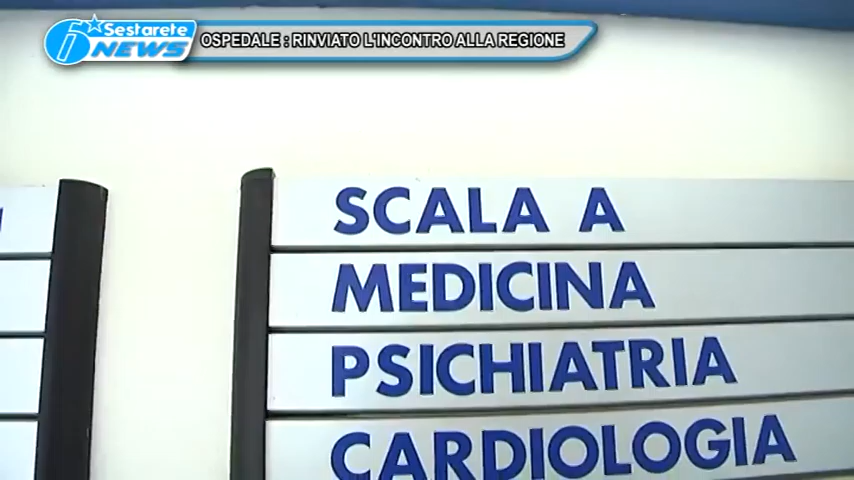 6 Sestarete
NEWS
OSPEDALE : RINVIATO L'INCONTRO ALLA REGIONE
SCALA A
MEDICINA
PSICHIATRIA
CARDIOLOGIA